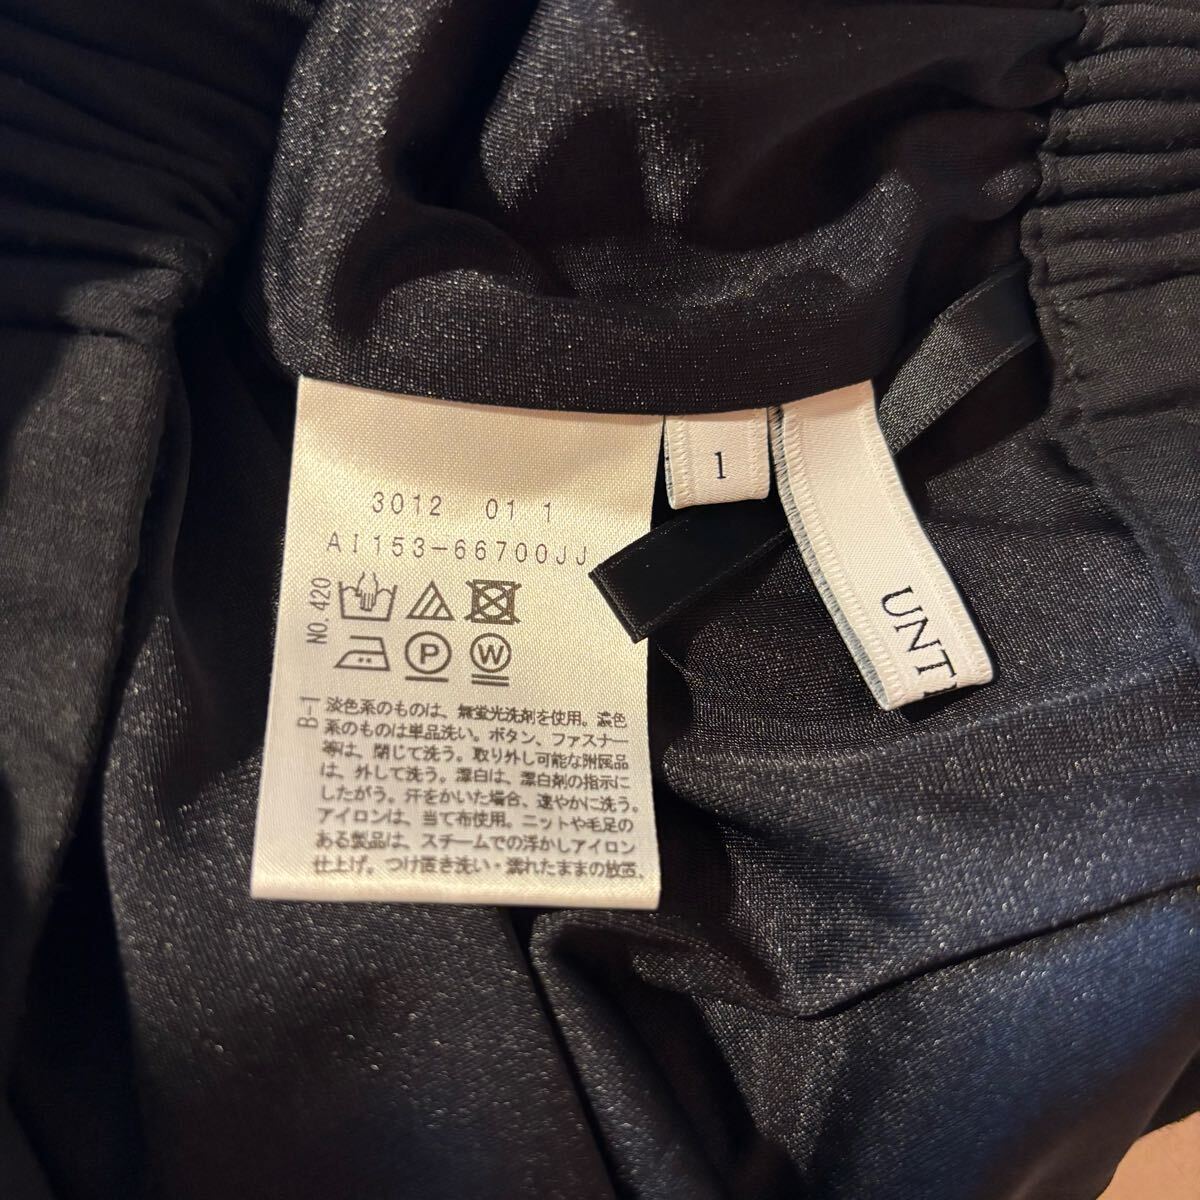 3012 01 1
AI153-66700JJ
NO. 420
P
W
B-1
淡色系のものは、無蛍光洗剤を使用。濃色
系のものは単品洗い。ボタン、ファスナー
等は、閉じて洗う。取り外し可能な附属品
は、外して洗う。漂白は、漂白剤の指示に
したがう。汗をかいた場合、速やかに洗う。
アイロンは、当て布使用。ニットや毛足の
ある製品は、スチームでの浮かしアイロン
仕上げ。つけ置き洗い・濡れたままの放置、
1
UNT